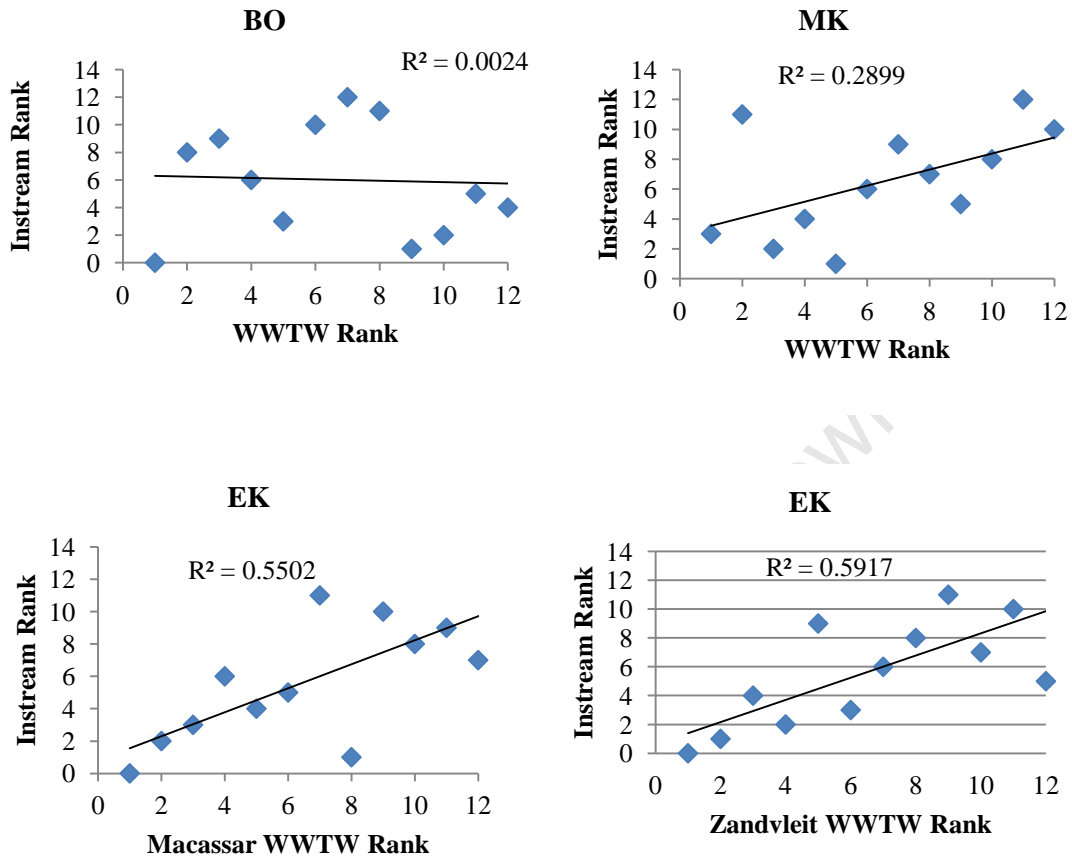 BO
R² = 0.0024
14
12
10
8
6
4
2
0
Instream Rank
0 2 4 6 8 10 12
WWTW Rank
MK
R² = 0.2899
14
12
10
8
6
4
2
0
Instream Rank
0 2 4 6 8 10 12
WWTW Rank
EK
R² = 0.5502
14
12
10
8
6
4
2
0
Instream Rank
0 2 4 6 8 10 12
Macassar WWTW Rank
EK
R² = 0.5917
14
12
10
8
6
4
2
0
Instream Rank
0 2 4 6 8 10 12
Zandvleit WWTW Rank